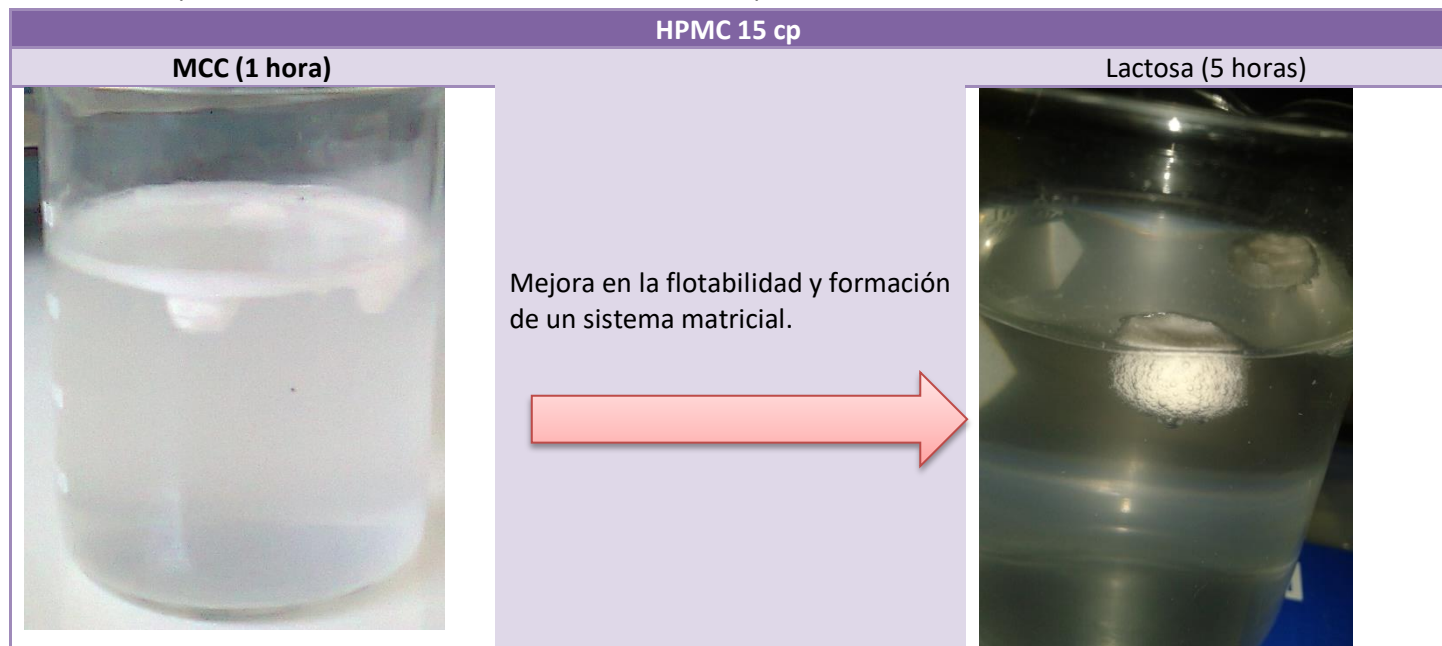 HPMC 15 cp
MCC (1 hora)
Lactosa (5 horas)
Mejora en la flotabilidad y formación
de un sistema matricial.